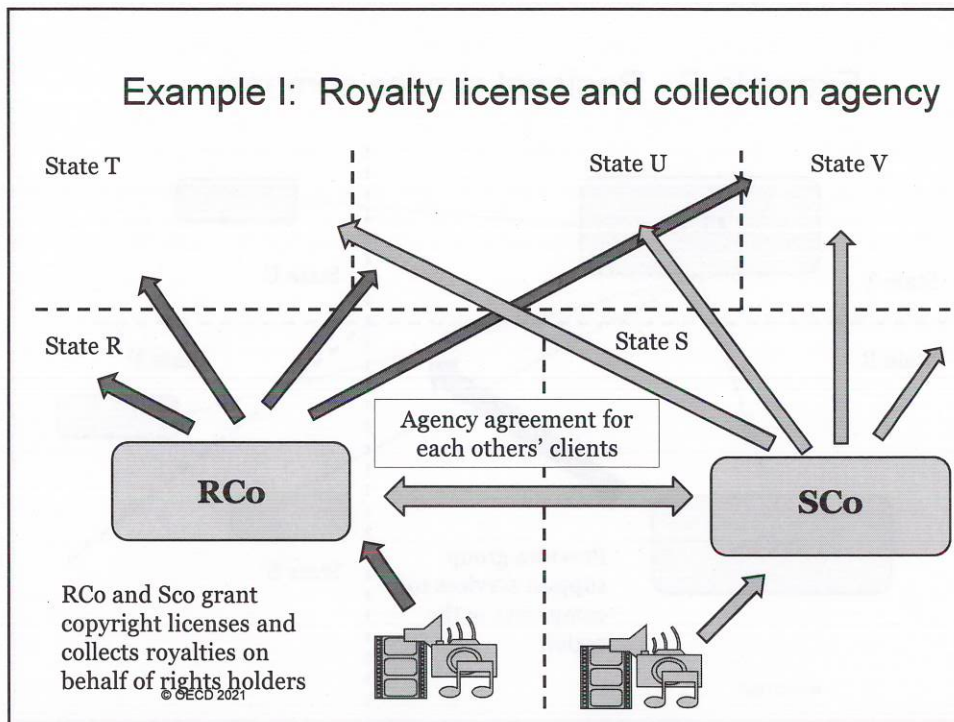 Example I: Royalty license and collection agency
State T
State U
State V
State R
State S
Agency agreement for
each others' clients
RCo
SCo
RCo and Sco grant
copyright licenses and
collects royalties on
behalf of rights holders
© OECD 2021